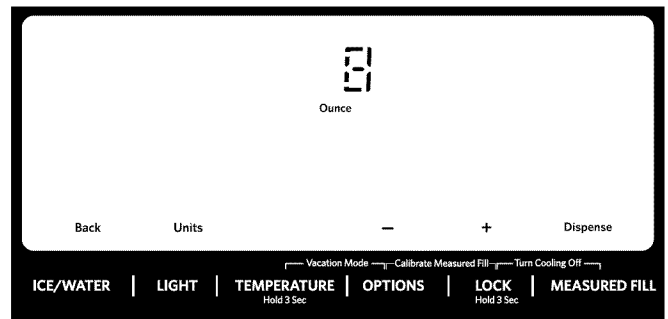 8
Ounce
Back Units – + Dispense
Vacation Mode Calibrate Measured Fill Turn Cooling Off
ICE/WATER | LIGHT | TEMPERATURE | OPTIONS | LOCK | MEASURED FILL
Hold 3 Sec Hold 3 Sec